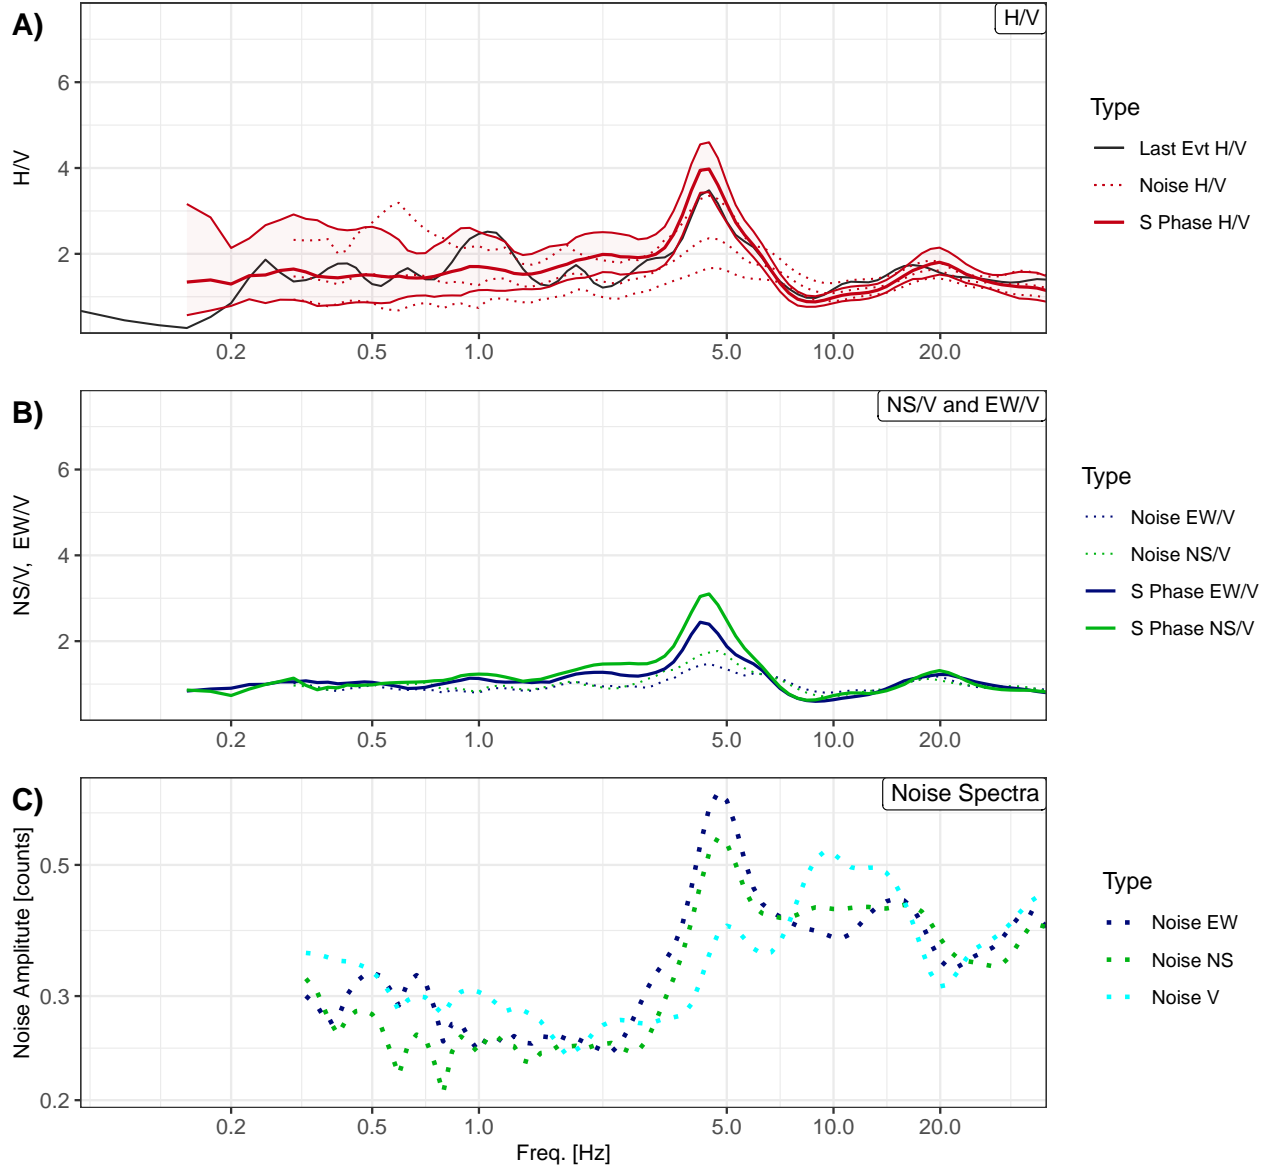 A)
H/V
6
4
2
H/V
0.2 0.5 1.0 5.0 10.0 20.0
Type
Last Evt H/V
Noise H/V
S Phase H/V
B)
NS/V and EW/V
6
4
2
NS/V, EW/V
0.2 0.5 1.0 5.0 10.0 20.0
Type
Noise EW/V
Noise NS/V
S Phase EW/V
S Phase NS/V
C)
Noise Spectra
0.5
0.3
0.2
Noise Amplitute [counts]
0.2 0.5 1.0 5.0 10.0 20.0
Freq. [Hz]
Type
Noise EW
Noise NS
Noise V